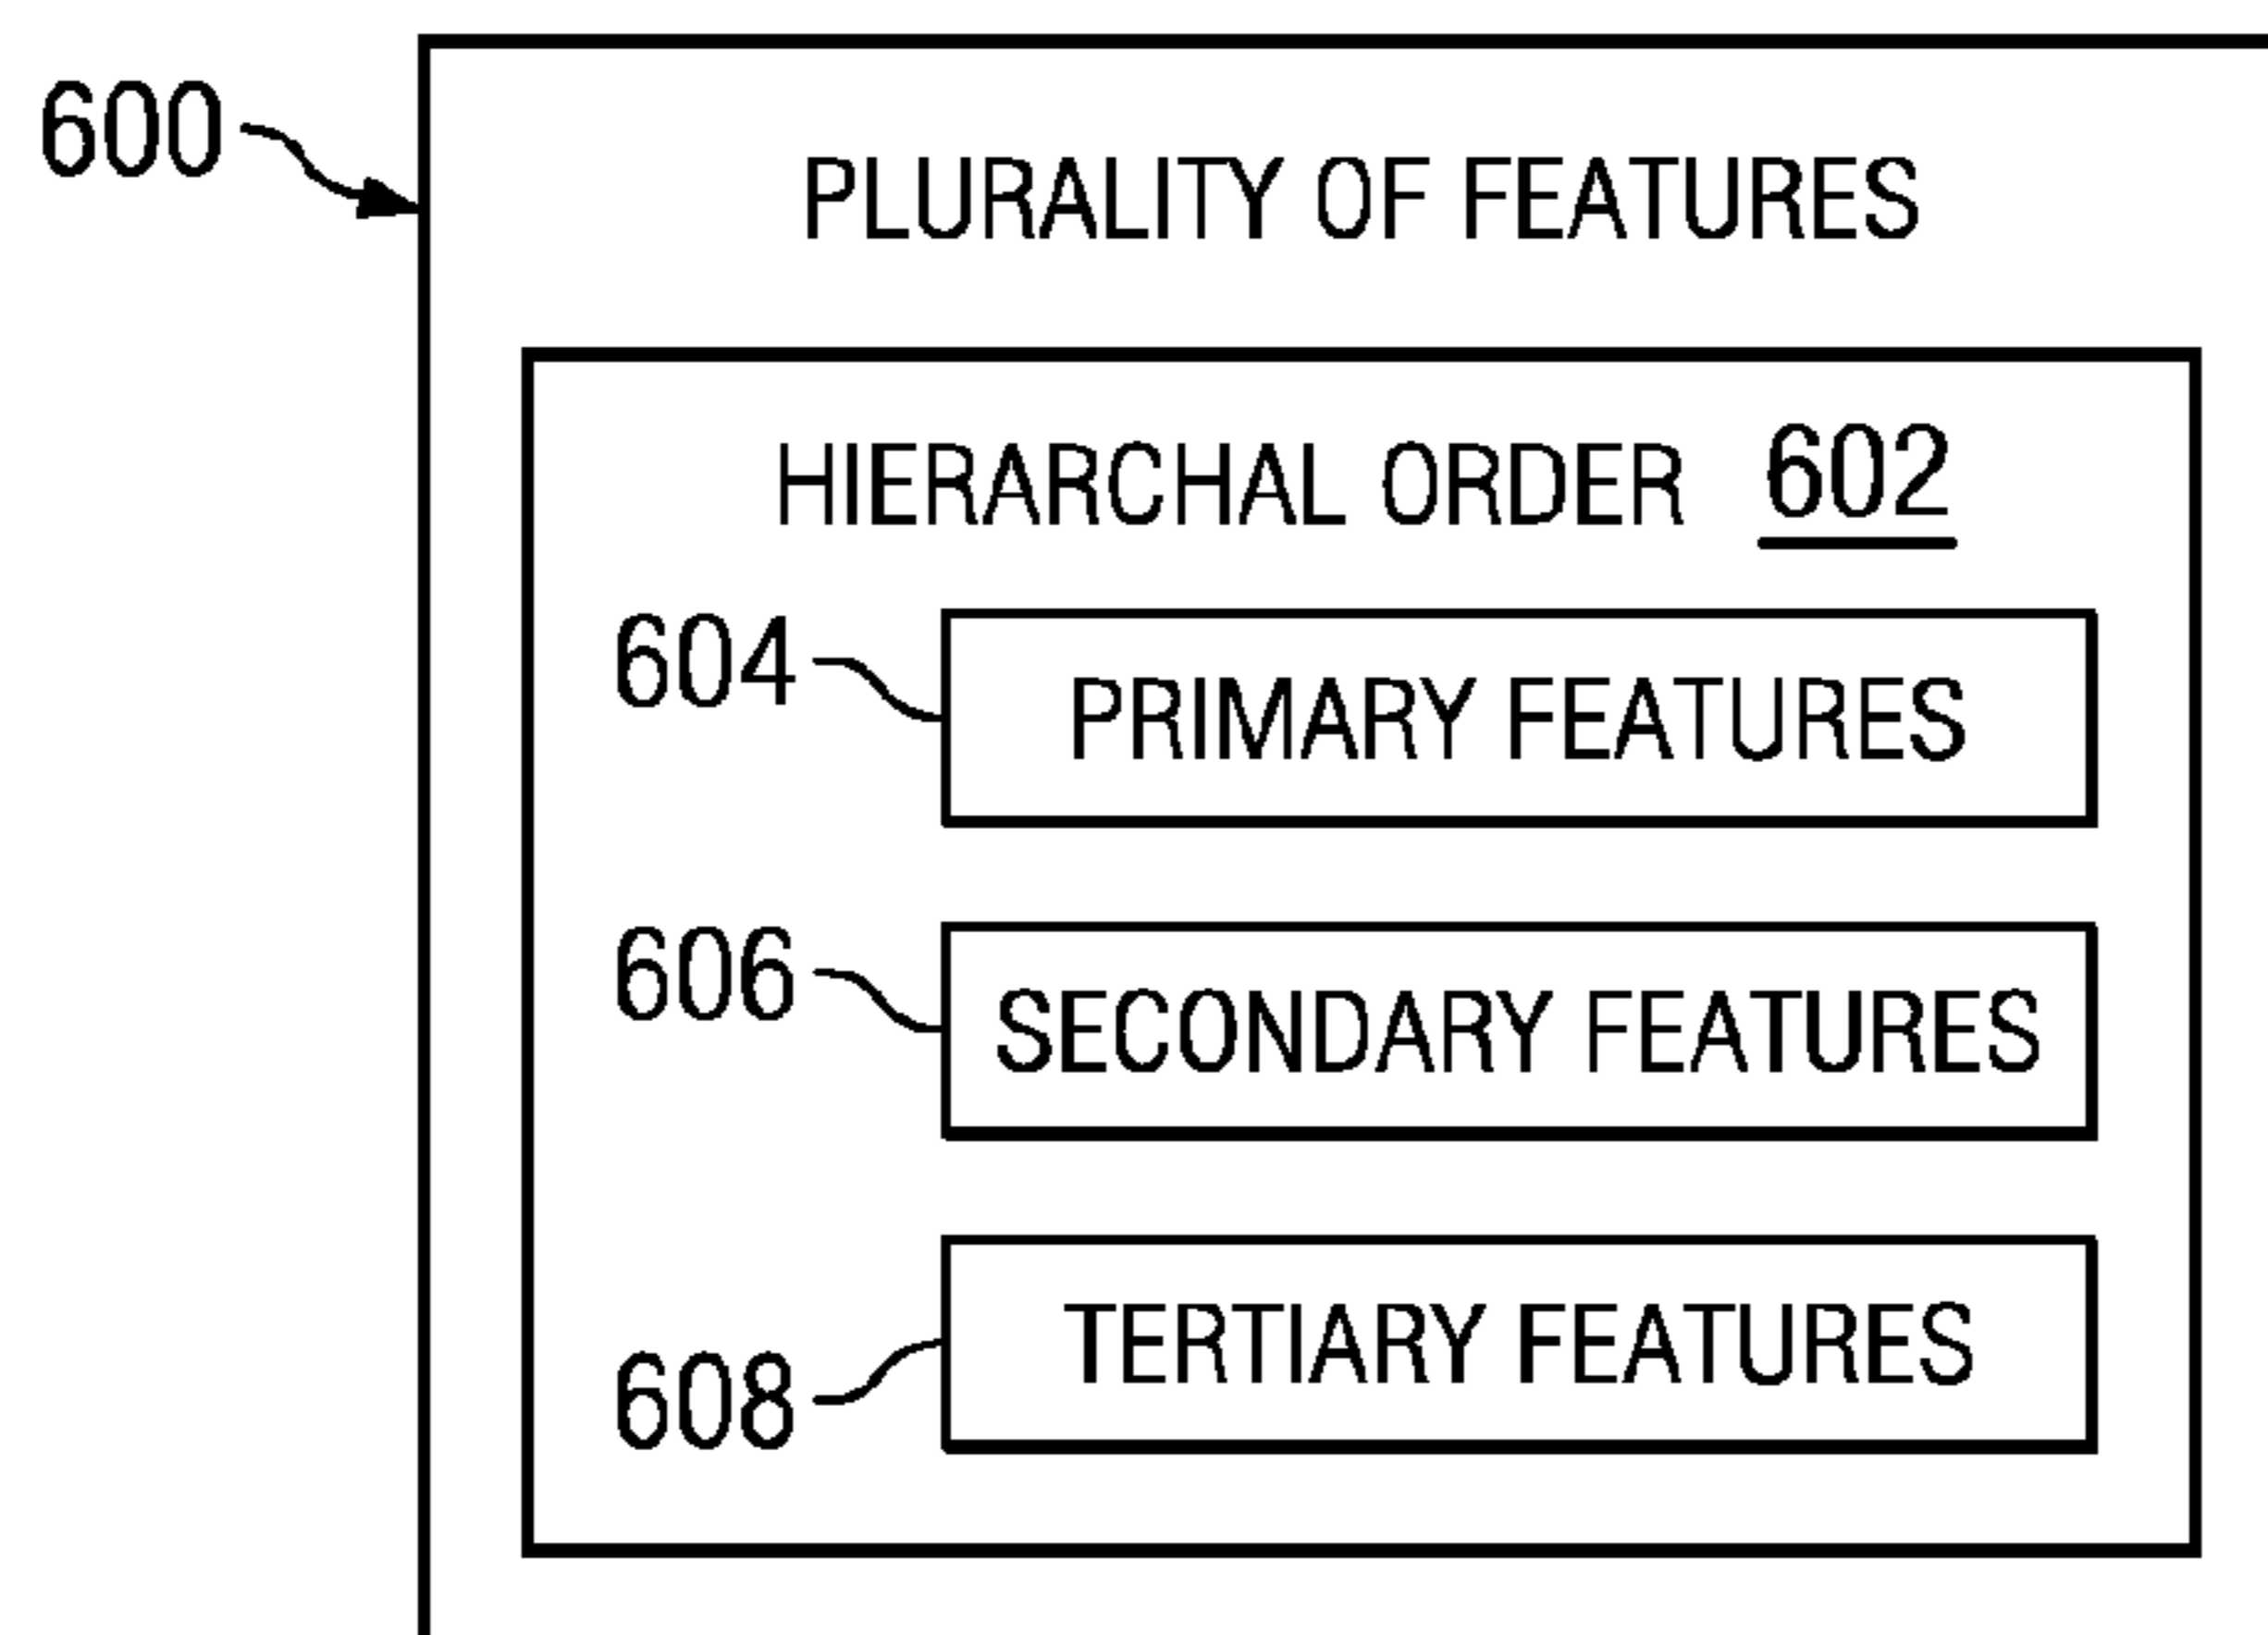 600
PLURALITY OF FEATURES
HIERARCHAL ORDER 602
604
PRIMARY FEATURES
606
SECONDARY FEATURES
608
TERTIARY FEATURES